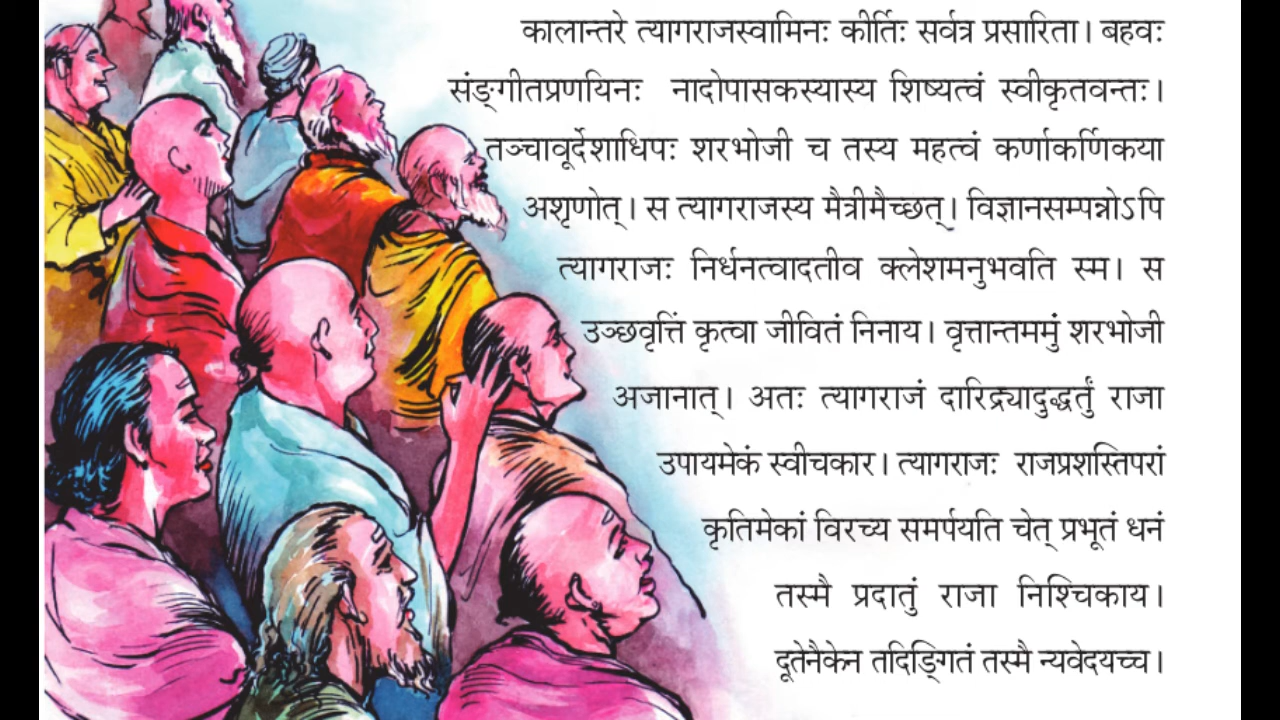 कालान्तरे त्यागराजस्वामिनः कीर्तिः सर्वत्र प्रसारिता। बहवः
संङ्गीतप्रणयिनः नादोपासकस्यास्य शिष्यत्वं स्वीकृतवन्तः।
तञ्चावूर्देशाधिपः शरभोजी च तस्य महत्वं कर्णाकर्णिकया
अशृणोत्। स त्यागराजस्य मैत्रीमैच्छत्। विज्ञानसम्पन्नोऽपि
त्यागराजः निर्धनत्वादतीव क्लेशमनुभवति स्म। स
उञ्छवृत्तिं कृत्वा जीवितं निनाय। वृत्तान्तममुं शरभोजी
अजानात्। अतः त्यागराजं दारिद्र्यादुद्धर्तुं राजा
उपायमेकं स्वीचकार। त्यागराजः राजप्रशस्तिपरां
कृतिमेकां विरच्य समर्पयति चेत् प्रभूतं धनं
तस्मै प्रदातुं राजा निश्चिकाय।
दूतेनैकेन तदिङ्गितं तस्मै न्यवेदयच्च।